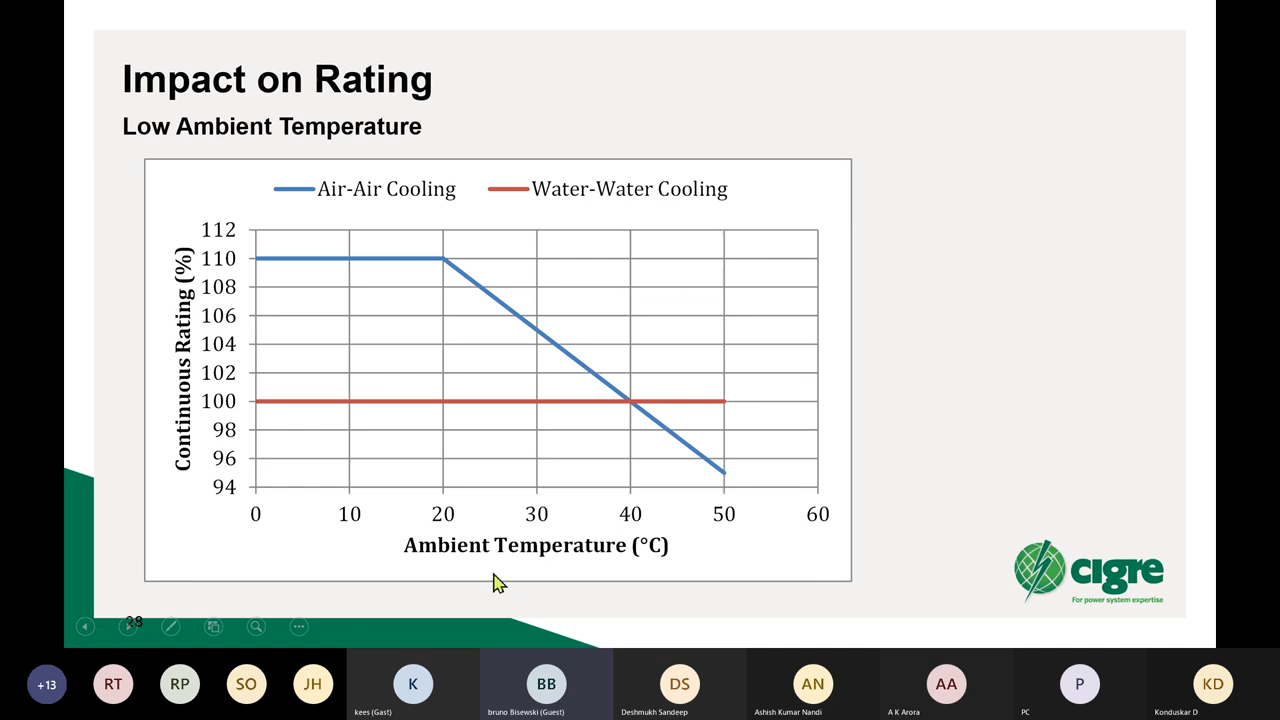 Impact on Rating
Low Ambient Temperature
Air-Air Cooling
Water-Water Cooling
Continuous Rating (%)
112
110
108
106
104
102
100
98
96
94
0 10 20 30 40 50 60
Ambient Temperature (°C)
cigre
For power system expertise
28
+13
RT
RP
SO
JH
K
kees (Gast)
BB
bruno Bisewski (Guest)
DS
Deshmukh Sandeep
AN
Ashish Kumar Nandi
AA
A K Arora
P
PC
KD
Konduskar D